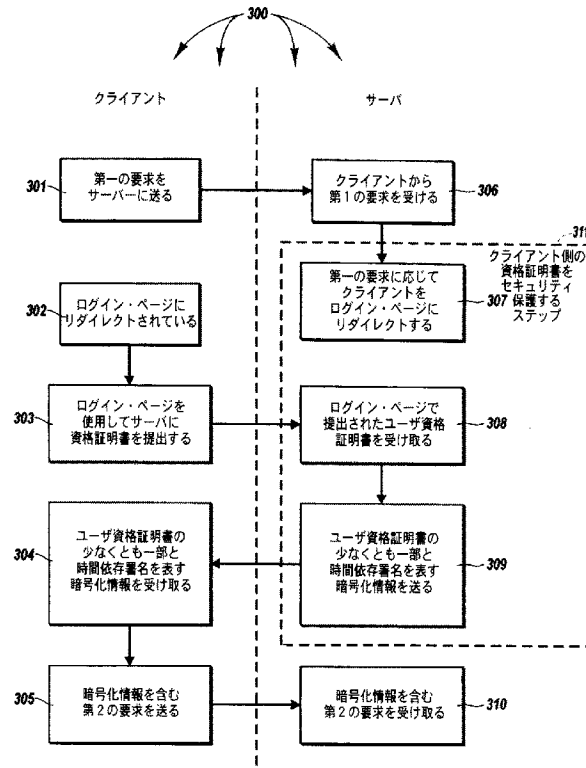 300
クライアント
サーバ
301
第一の要求を
サーバーに送る
クライアントから
第1の要求を受ける
306
311
クライアント側の
資格証明書を
セキュリティ
保護する
ステップ
302
ログイン・ページに
リダイレクトされている
第一の要求に応じて
クライアントを
ログイン・ページに
リダイレクトする
307
303
ログイン・ページを
使用してサーバに
資格証明書を提出する
ログイン・ページで
提出されたユーザ資格
証明書を受け取る
308
304
ユーザ資格証明書の
少なくとも一部と
時間依存署名を表す
暗号化情報を受け取る
ユーザ資格証明書の
少なくとも一部と
時間依存署名を表す
暗号化情報を送る
309
305
暗号化情報を含む
第2の要求を送る
暗号化情報を含む
第2の要求を受け取る
310